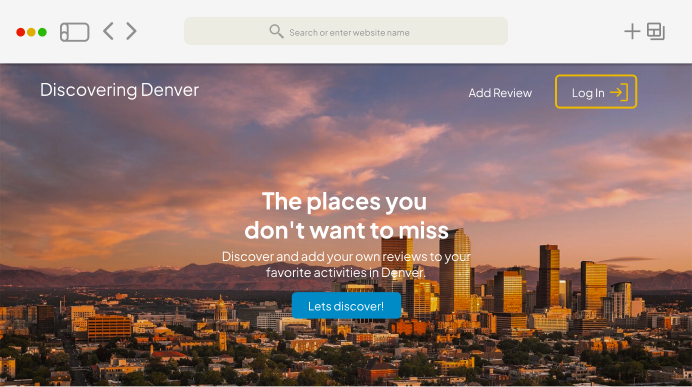 Search or enter website name
Discovering Denver
Add Review
Log In
The places you
don't want to miss
Discover and add your own reviews to your
favorite activities in Denver.
Lets discover!